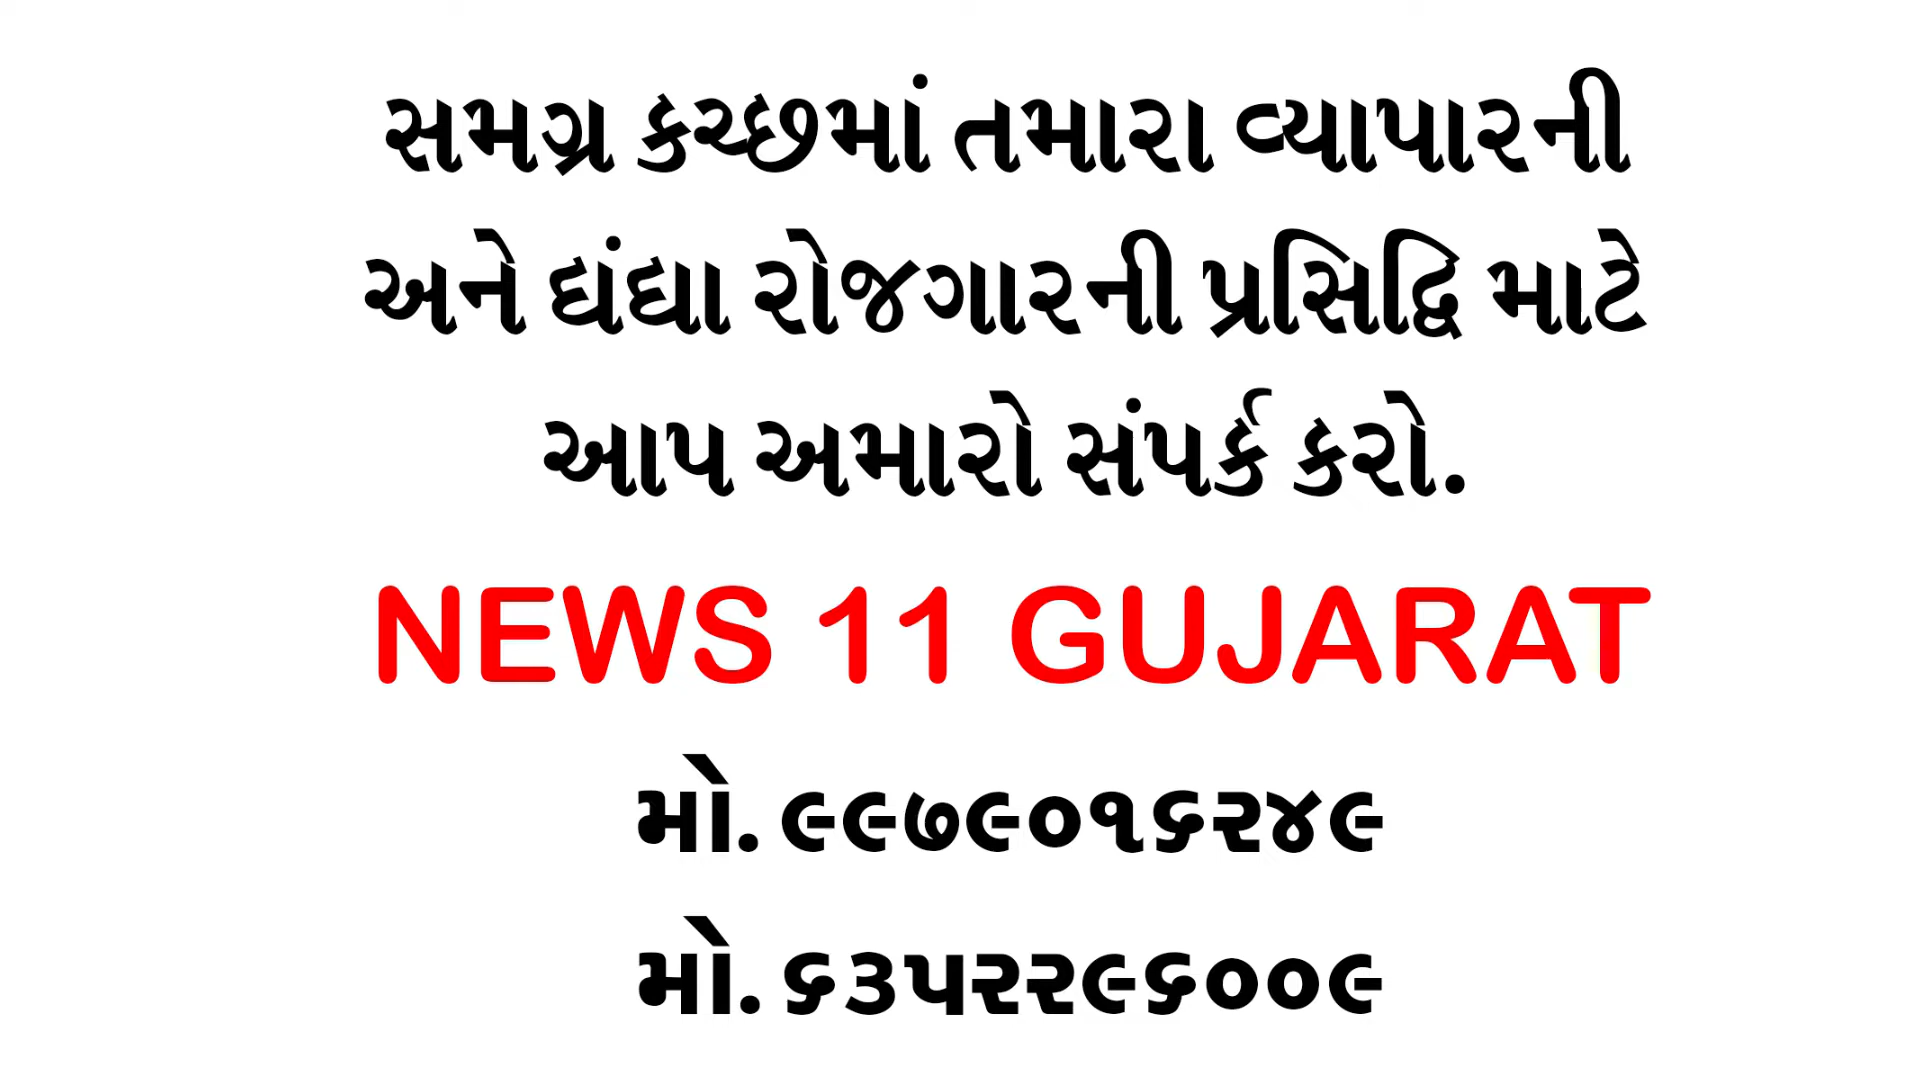 સમગ્ર કચ્છમાં તમારા વ્યાપારની
અને ધંધા રોજગારની પ્રસિદ્ધિ માટે
આપ અમારો સંપર્ક કરો.
NEWS 11 GUJARAT
મો. ૯૯૭૯૦૧૬૨૪૯
મો. ૬૩૫૨૨૯૬૦૦૯